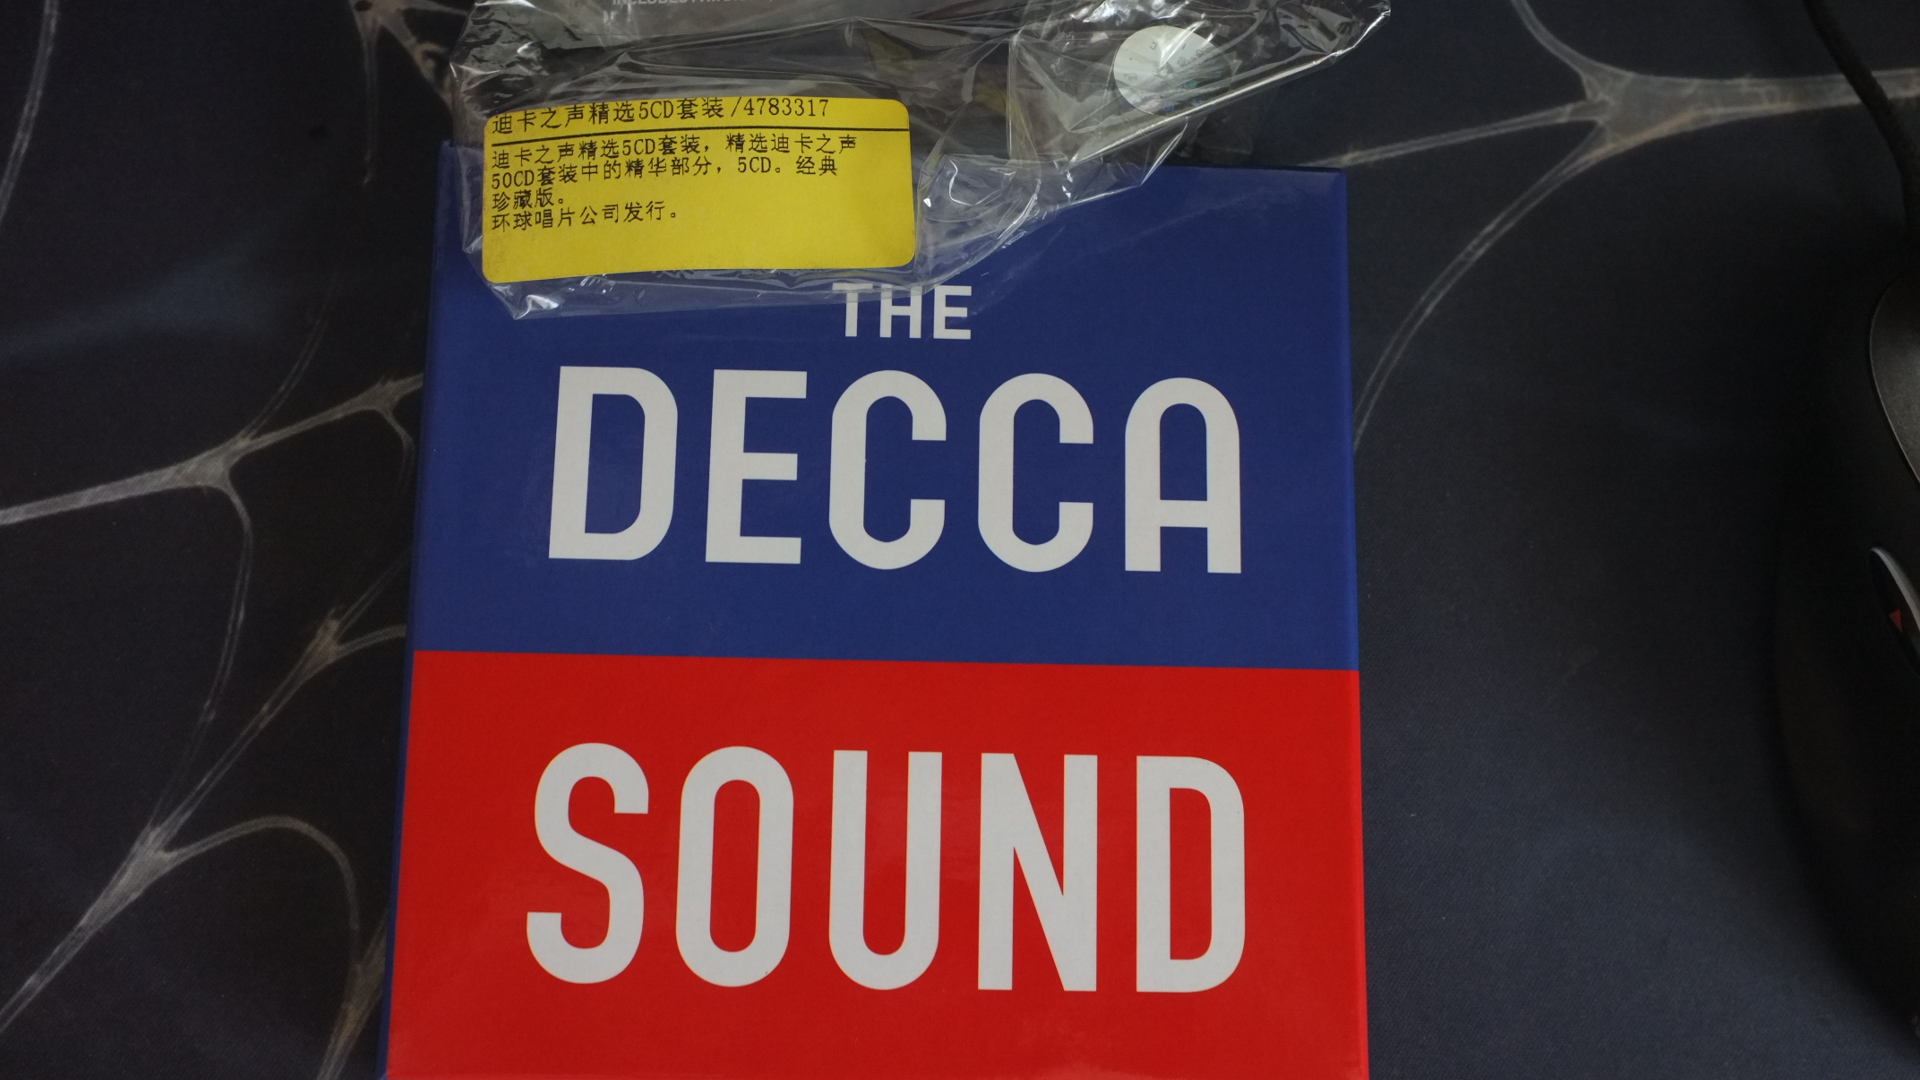 迪卡之声精选5CD套装/4783317
迪卡之声精选5CD套装，精选迪卡之声
50CD套装中的精华部分，5CD。经典
珍藏版。
环球唱片公司发行。
THE
DECCA
SOUND